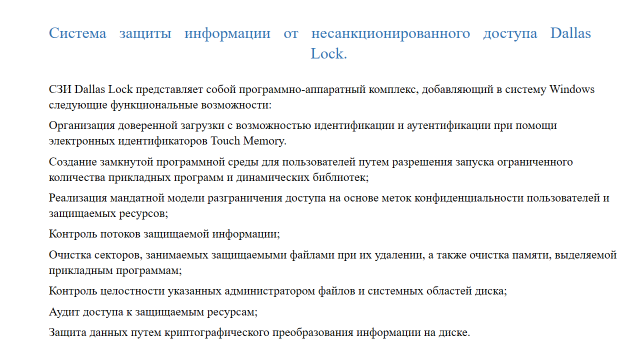 Система защиты информации от несанкционированного доступа Dallas
Lock.
СЗИ Dallas Lock представляет собой программно-аппаратный комплекс, добавляющий в систему Windows
следующие функциональные возможности:
Организация доверенной загрузки с возможностью идентификации и аутентификации при помощи
электронных идентификаторов Touch Memory.
Создание замкнутой программной среды для пользователей путем разрешения запуска ограниченного
количества прикладных программ и динамических библиотек;
Реализация мандатной модели разграничения доступа на основе меток конфиденциальности пользователей и
защищаемых ресурсов;
Контроль потоков защищаемой информации;
Очистка секторов, занимаемых защищаемыми файлами при их удалении, а также очистка памяти, выделяемой
прикладным программам;
Контроль целостности указанных администратором файлов и системных областей диска;
Аудит доступа к защищаемым ресурсам;
Защита данных путем криптографического преобразования информации на диске.